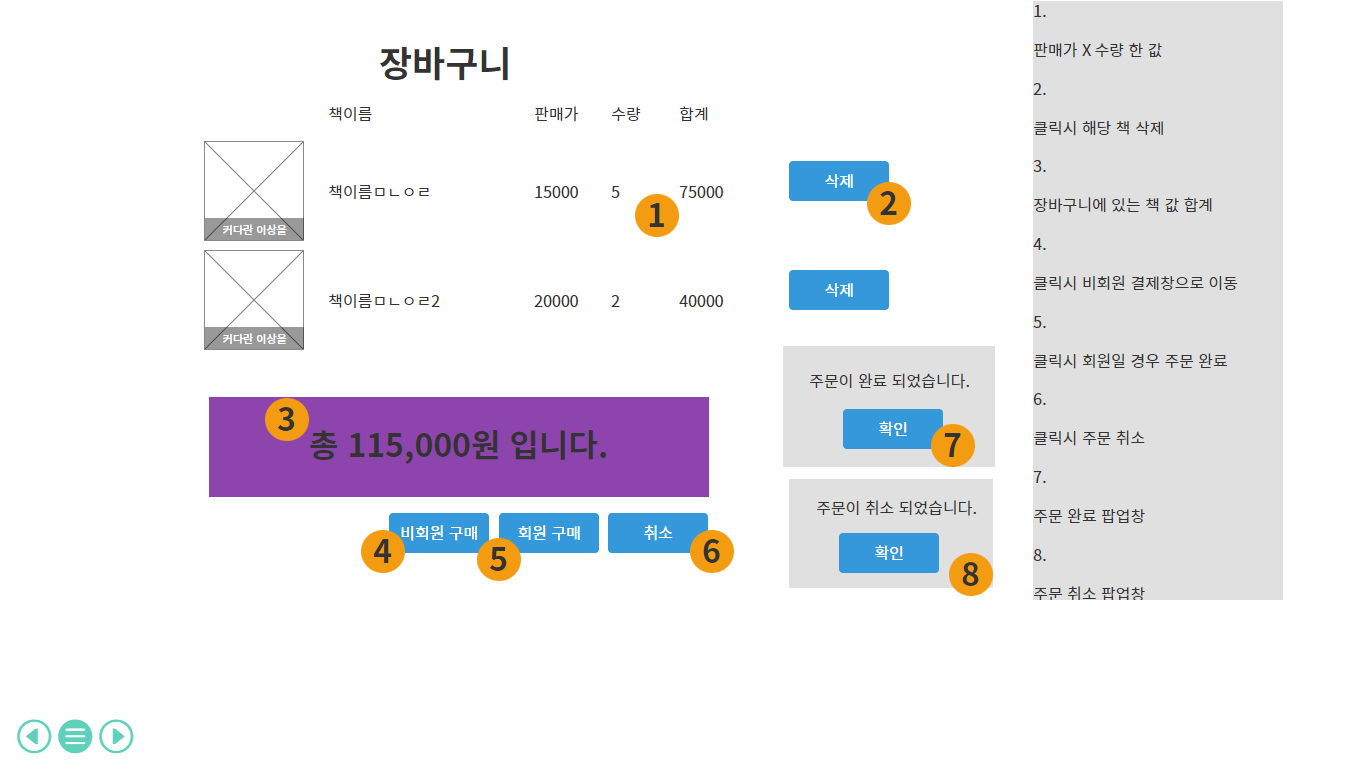 장바구니
책이름 판매가 수량 합계
책이름ㅁㄴㅇㄹ 15000 5 75000
1
삭제
2
커다란 이상을
책이름ㅁㄴㅇㄹ2 20000 2 40000
삭제
커다란 이상을
3
총 115,000원 입니다.
비회원 구매 회원 구매 취소
4 5 6
주문이 완료 되었습니다.
확인
7
주문이 취소 되었습니다.
확인
8
1.
판매가 X 수량 한 값
2.
클릭시 해당 책 삭제
3.
장바구니에 있는 책 값 합계
4.
클릭시 비회원 결제창으로 이동
5.
클릭시 회원일 경우 주문 완료
6.
클릭시 주문 취소
7.
주문 완료 팝업창
8.
주문 취소 팝업창